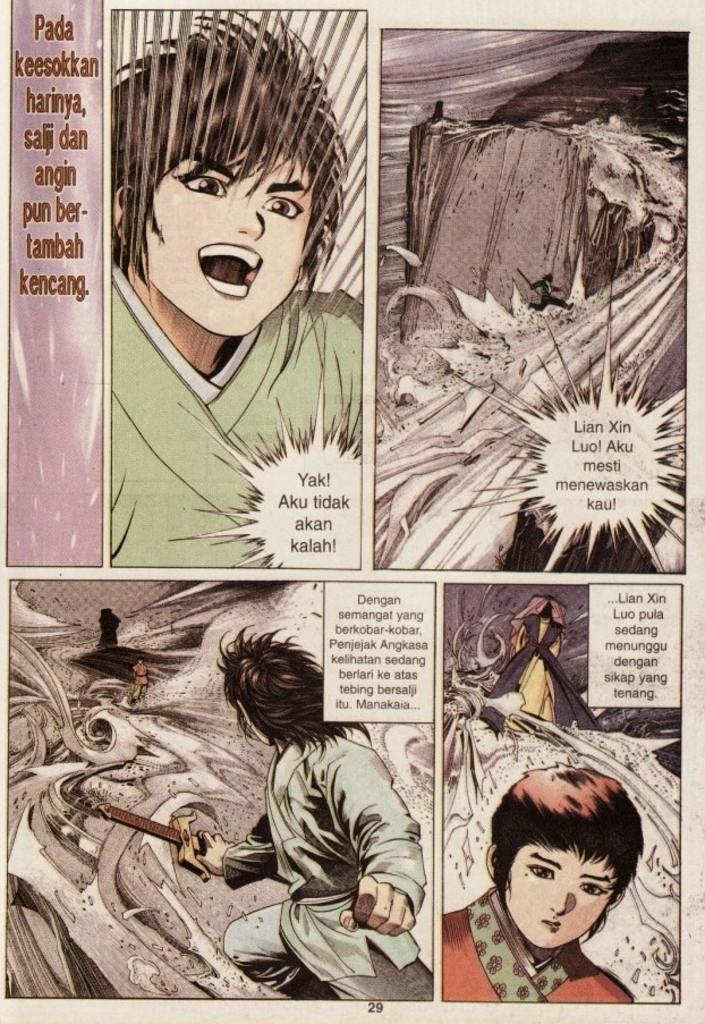 Pada
keesokkan
harinya,
salji dan
angin
pun ber-
tambah
kencang.
Yak!
Aku tidak
akan
kalah!
Lian Xin
Luo! Aku
mesti
menewaskan
kau!
Dengan
semangat yang
berkobar-kobar,
Penjejak Angkasa
kelihatan sedang
berlari ke atas
tebing bersalji
itu. Manakaia...
...Lian Xin
Luo pula
sedang
menunggu
dengan
sikap yang
tenang.
29